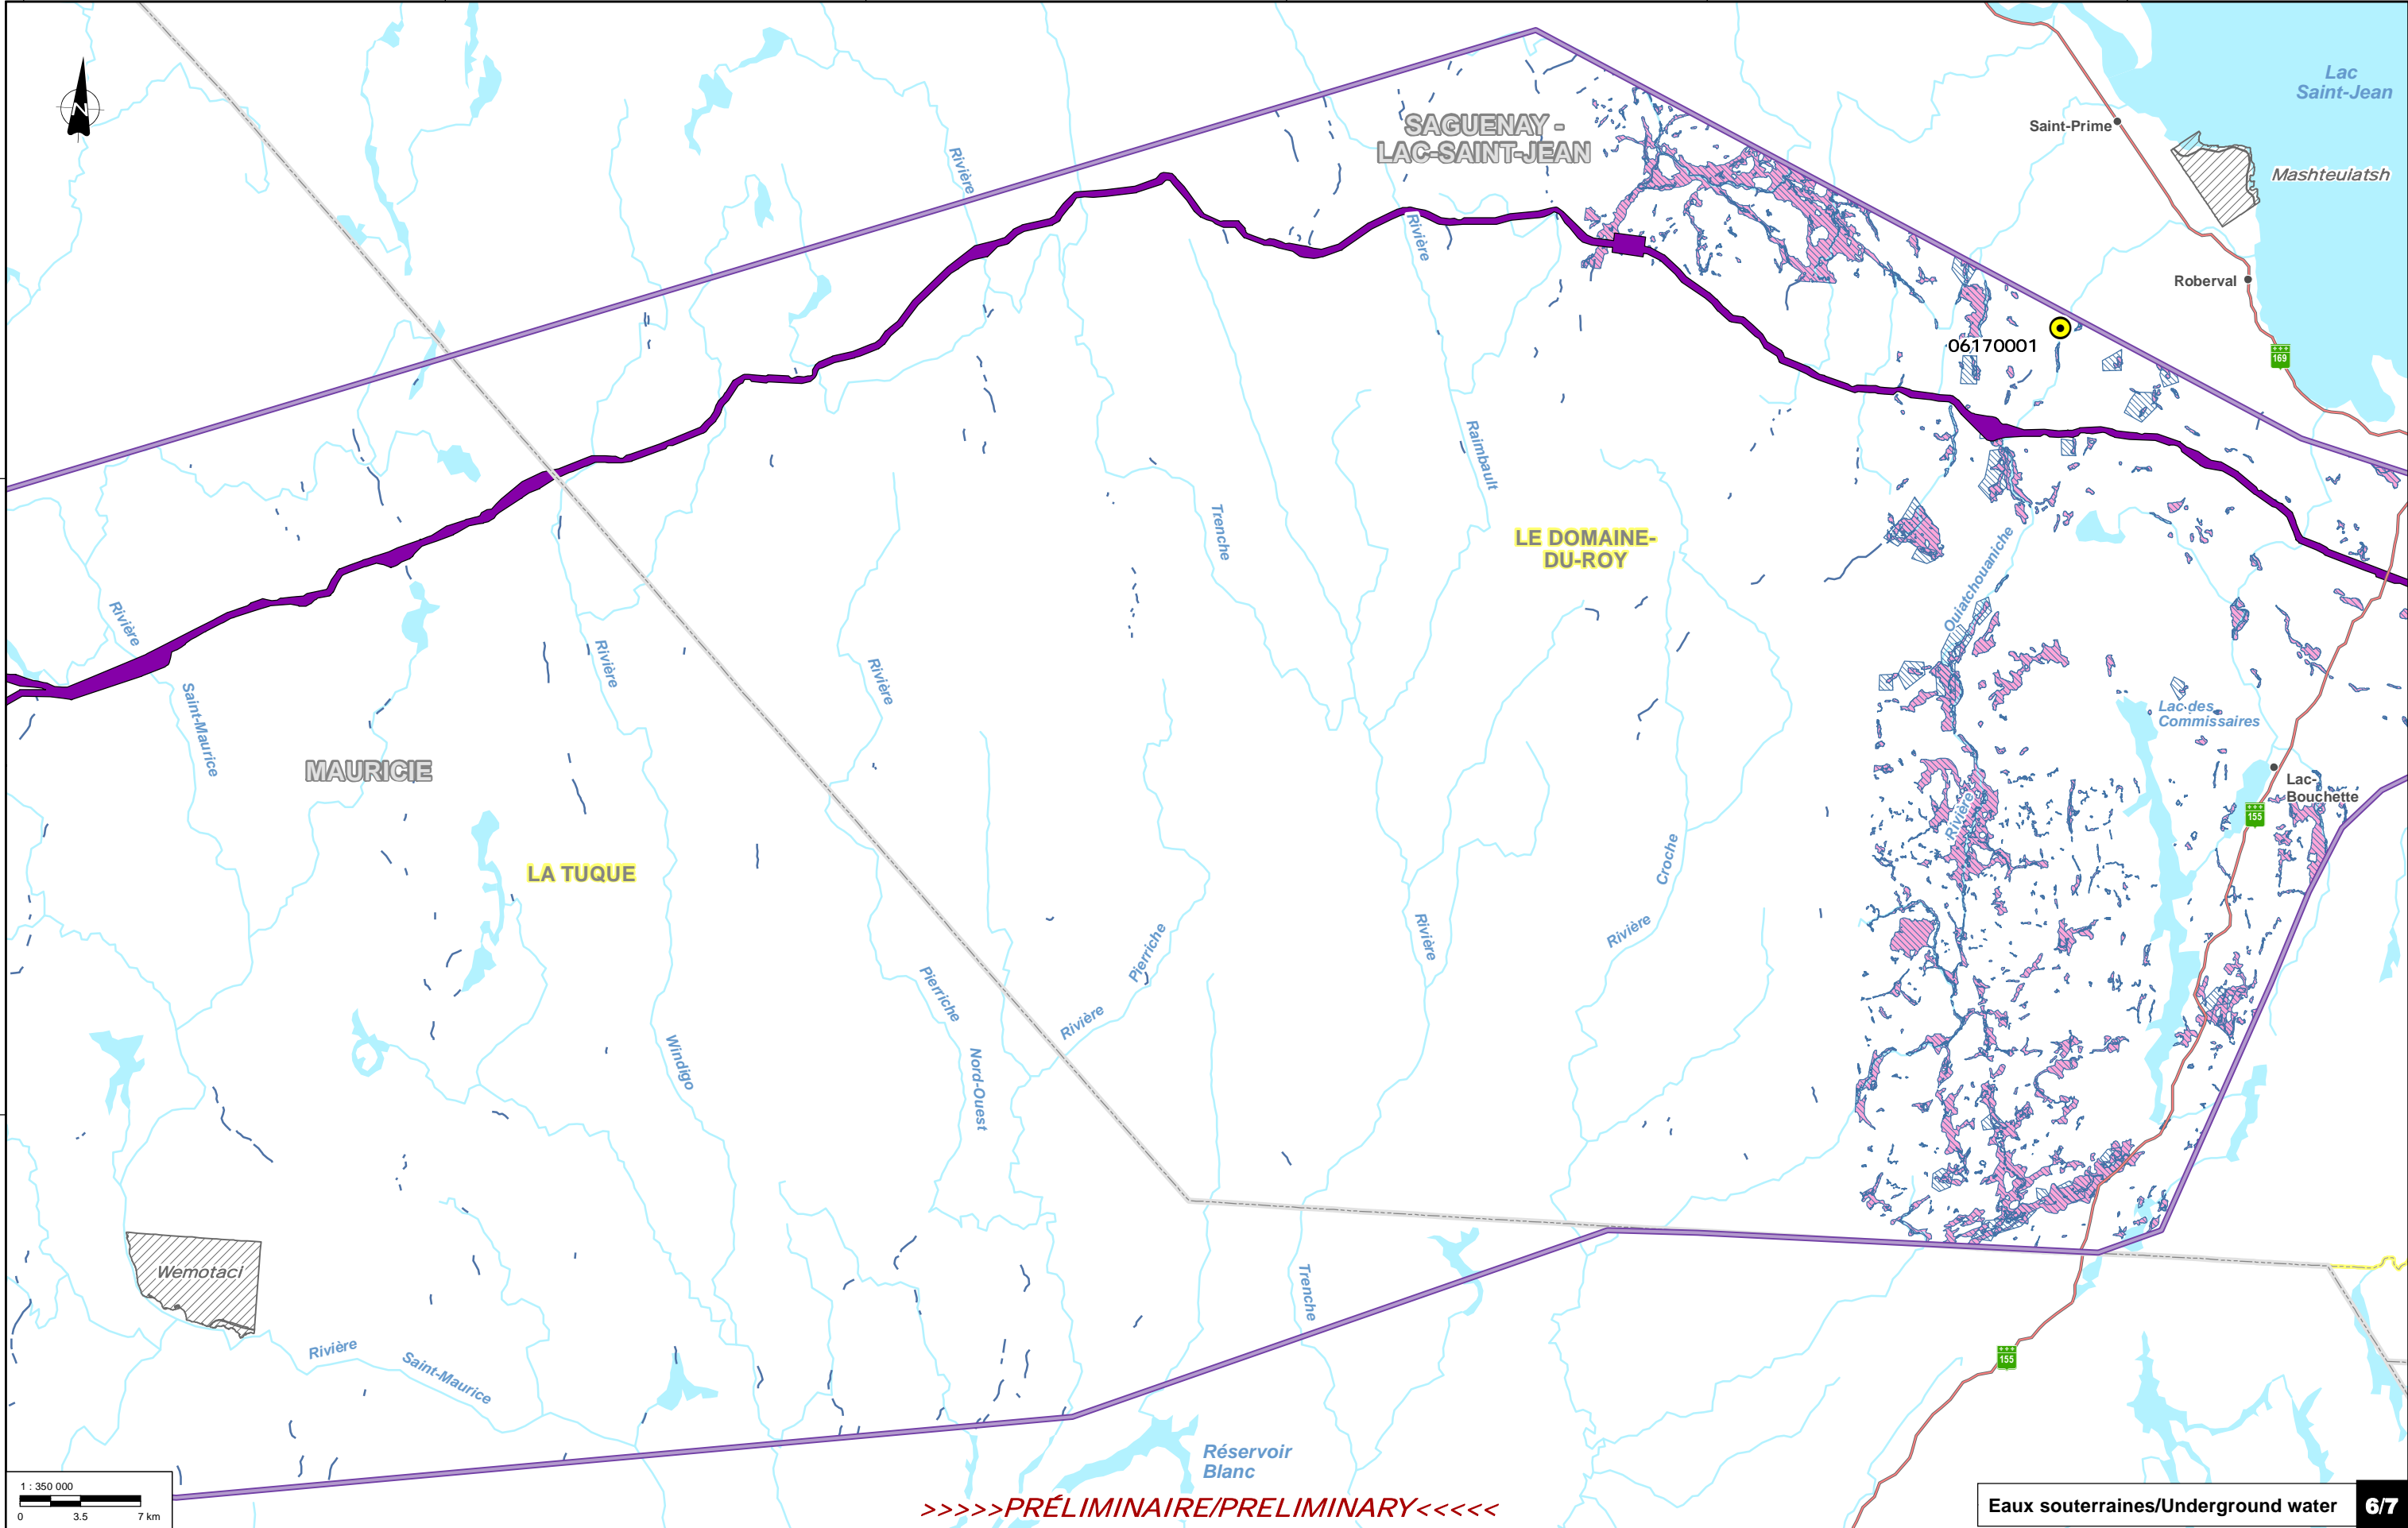 N
Lac
Saint-Jean
SAGUENAY -
LAC-SAINT-JEAN
Saint-Prime
Mashteuiatsh
Rivière
Rivière
Roberval
06170001
169
Raimbault
Trenche
LE DOMAINE-
DU-ROY
Ouiatchouaniche
Rivière
Rivière
Rivière
Saint-Maurice
Lac des
Commissaires
MAURICIE
Lac-
Bouchette
155
Rivière
LA TUQUE
Croche
Rivière
Rivière
Pierriche
Pierriche
Rivière
Windigo
Nord-Ouest
Wemotaci
Trenche
Rivière
Saint-Maurice
155
Réservoir
Blanc
1 : 350 000
0 3.5 7 km
>>>>>PRÉLIMINAIRE/PRELIMINARY<<<<<
Eaux souterraines/Underground water 6/7